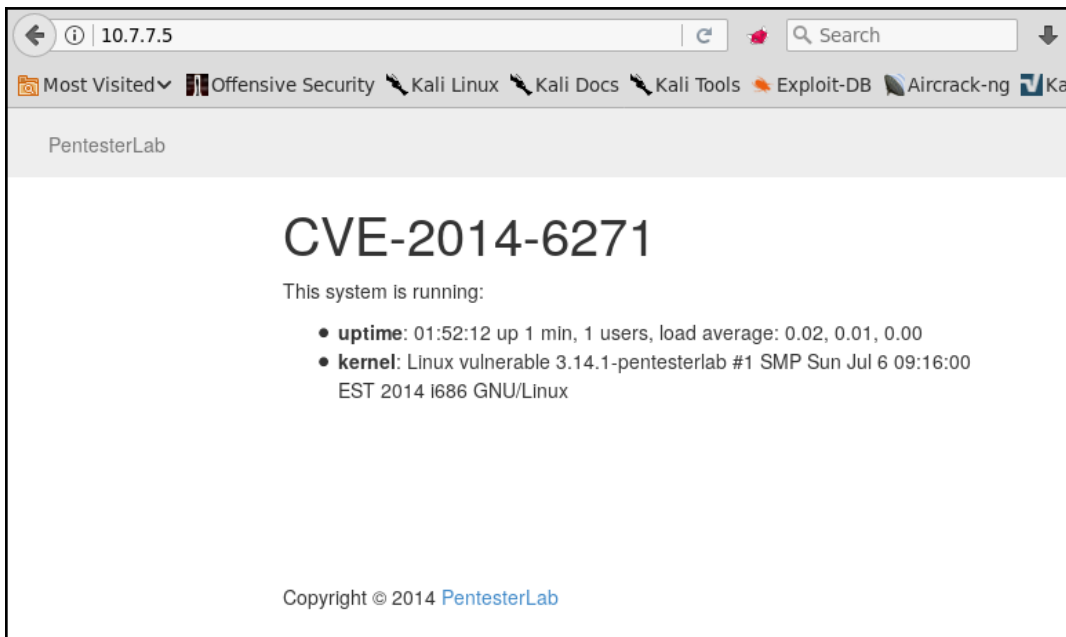 10.7.7.5 Search
Most Visited Offensive Security Kali Linux Kali Docs Kali Tools Exploit-DB Aircrack-ng Ka
PentesterLab
CVE-2014-6271
This system is running:
• uptime: 01:52:12 up 1 min, 1 users, load average: 0.02, 0.01, 0.00
• kernel: Linux vulnerable 3.14.1-pentesterlab #1 SMP Sun Jul 6 09:16:00
EST 2014 i686 GNU/Linux
Copyright © 2014 PentesterLab